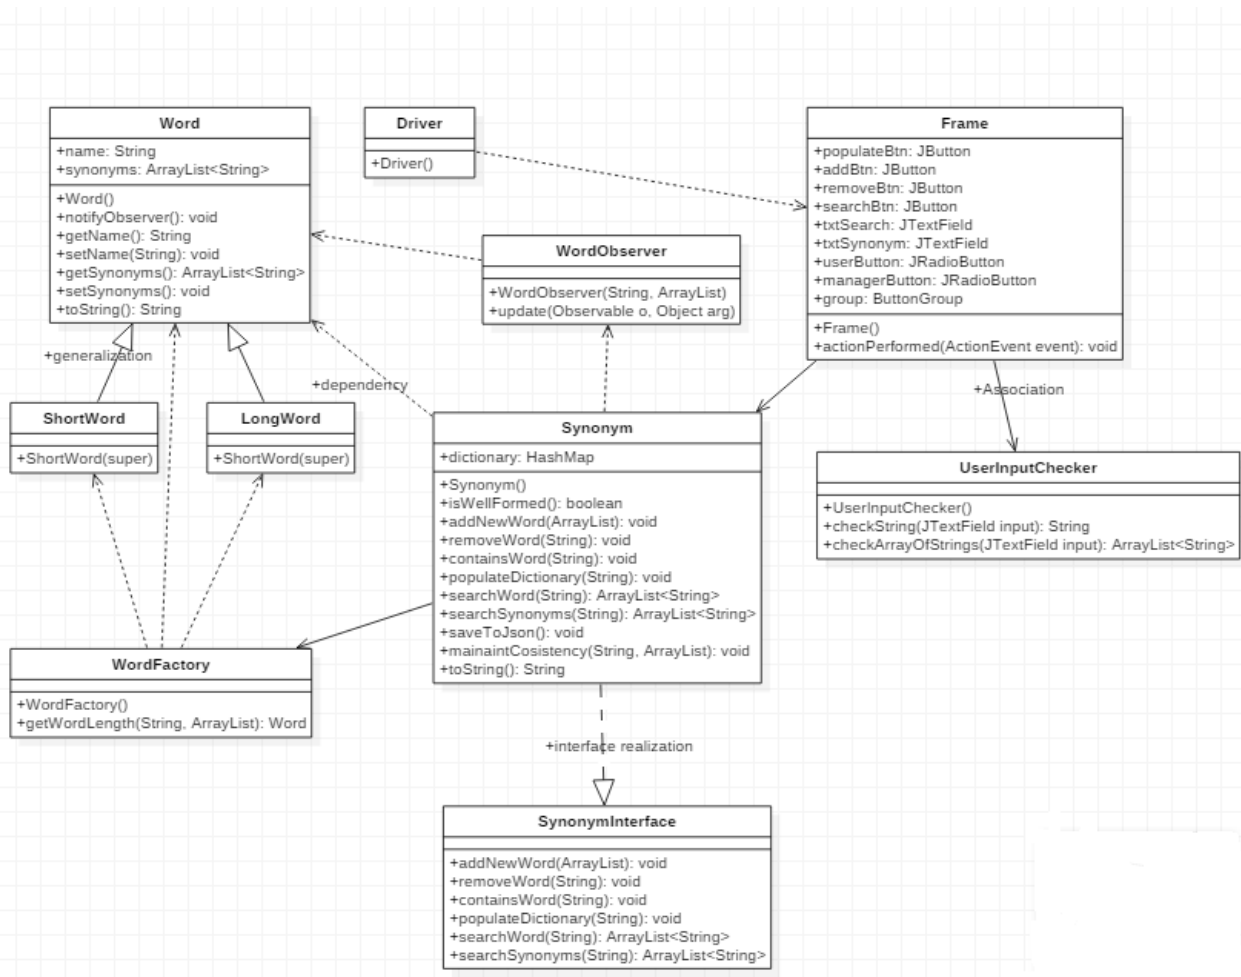 Word
+name: String
+synonyms: ArrayList<String>
+Word()
+notifyObserver(): void
+getName(): String
+setName(String): void
+getSynonyms(): ArrayList<String>
+setSynonyms(): void
+toString(): String
Driver
+Driver()
Frame
+populateBtn: JButton
+addBtn: JButton
+removeBtn: JButton
+searchBtn: JButton
+txtSearch: JTextField
+txtSynonym: JTextField
+userButton: JRadioButton
+managerButton: JRadioButton
+group: ButtonGroup
+Frame()
+actionPerformed(ActionEvent event): void
WordObserver
+WordObserver(String, ArrayList)
+update(Observable o, Object arg)
+generalization
+dependency
+Association
ShortWord
+ShortWord(super)
LongWord
+ShortWord(super)
Synonym
+dictionary: HashMap
+Synonym()
+isWellFormed(): boolean
+addNewWord(ArrayList): void
+removeWord(String): void
+containsWord(String): void
+populateDictionary(String): void
+searchWord(String): ArrayList<String>
+searchSynonyms(String): ArrayList<String>
+saveToJson(): void
+mainaintCosistency(String, ArrayList): void
+toString(): String
UserInputChecker
+UserInputChecker()
+checkString(JTextField input): String
+checkArrayOfStrings(JTextField input): ArrayList<String>
WordFactory
+WordFactory()
+getWordLength(String, ArrayList): Word
+interface realization
SynonymInterface
+addNewWord(ArrayList): void
+removeWord(String): void
+containsWord(String): void
+populateDictionary(String): void
+searchWord(String): ArrayList<String>
+searchSynonyms(String): ArrayList<String>